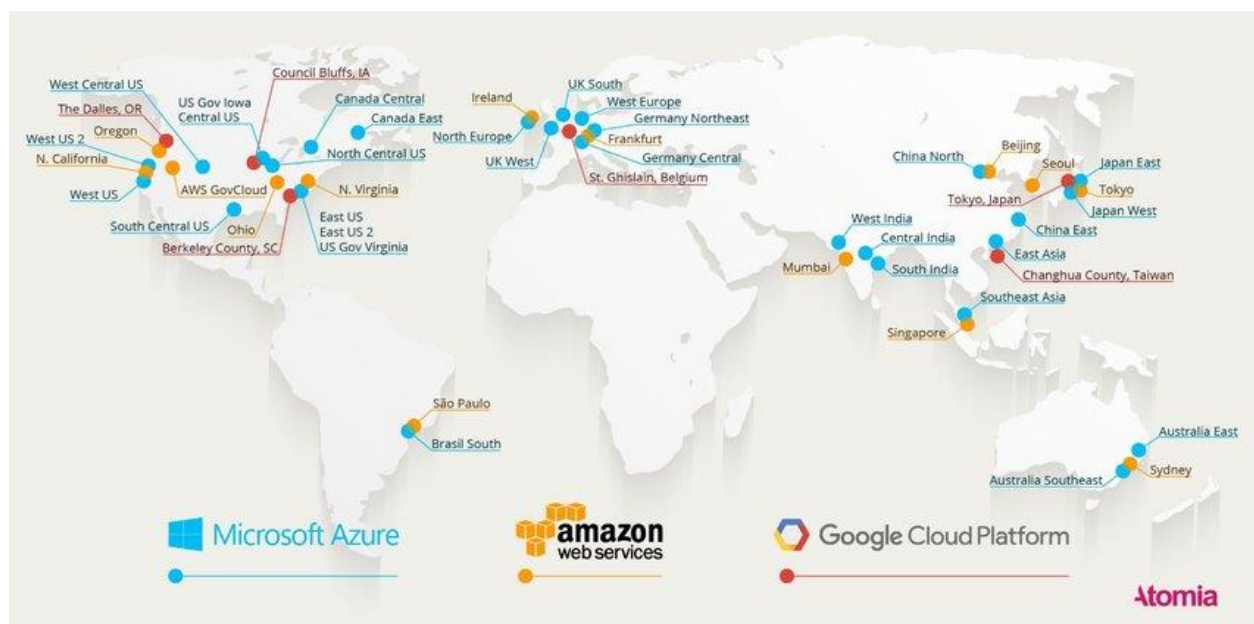 West Central US
The Dalles, OR
Oregon
West US 2
N. California
West US
AWS GovCloud
South Central US
Ohio
Berkeley County, SC
Council Bluffs, IA
US Gov Iowa
Central US
Canada Central
Canada East
North Central US
N. Virginia
East US
East US 2
US Gov Virginia
São Paulo
Brasil South
Ireland
North Europe
UK South
West Europe
Germany Northeast
Frankfurt
Germany Central
UK West
St. Ghislain, Belgium
China North
Beijing
Seoul
Japan East
Tokyo, Japan
Tokyo
Japan West
China East
West India
Central India
South India
Mumbai
East Asia
Changhua County, Taiwan
Southeast Asia
Singapore
Australia East
Sydney
Australia Southeast
Microsoft Azure
amazon
web services
Google Cloud Platform
Atomia